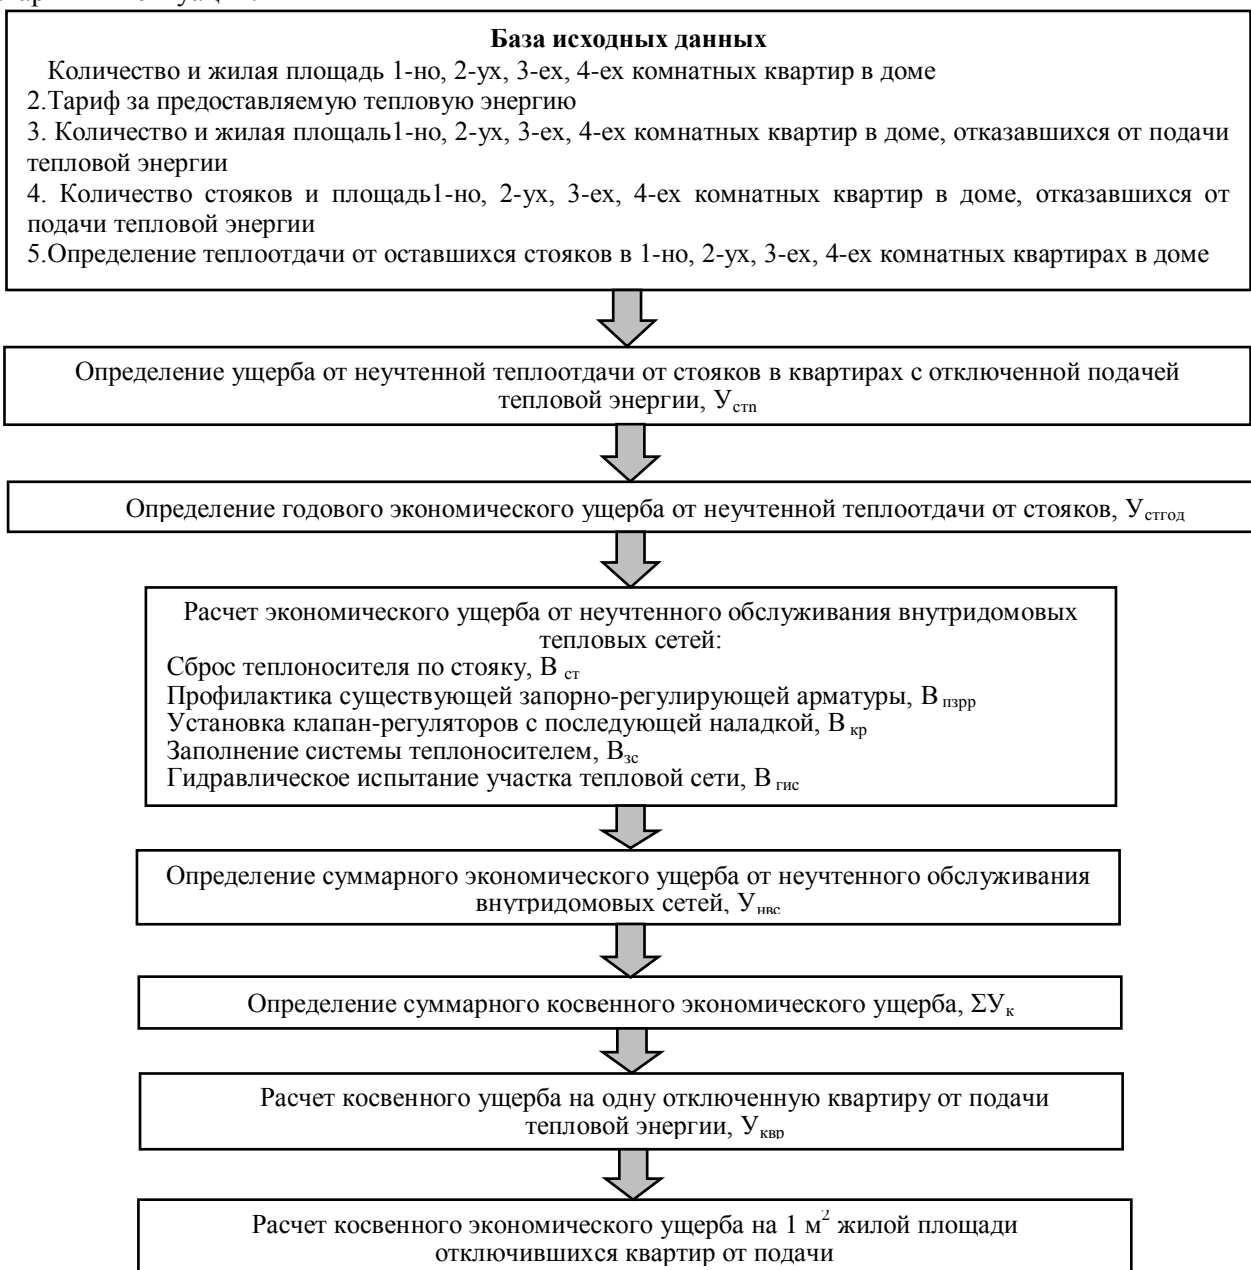 База исходных данных
Количество и жилая площадь 1-но, 2-ух, 3-ех, 4-ех комнатных квартир в доме
2.Тариф за предоставляемую тепловую энергию
3. Количество и жилая площаль1-но, 2-ух, 3-ех, 4-ех комнатных квартир в доме, отказавшихся от подачи
тепловой энергии
4. Количество стояков и площадь1-но, 2-ух, 3-ех, 4-ех комнатных квартир в доме, отказавшихся от
подачи тепловой энергии
5.Определение теплоотдачи от оставшихся стояков в 1-но, 2-ух, 3-ех, 4-ех комнатных квартирах в доме
Определение ущерба от неучтенной теплоотдачи от стояков в квартирах с отключенной подачей
тепловой энергии, Устn
Определение годового экономического ущерба от неучтенной теплоотдачи от стояков, Устгод
Расчет экономического ущерба от неучтенного обслуживания внутридомовых
тепловых сетей:
Сброс теплоносителя по стояку, В ст
Профилактика существующей запорно-регулирующей арматуры, В пзрр
Установка клапан-регуляторов с последующей наладкой, В кр
Заполнение системы теплоносителем, Взс
Гидравлическое испытание участка тепловой сети, В гис
Определение суммарного экономического ущерба от неучтенного обслуживания
внутридомовых сетей, Унвс
Определение суммарного косвенного экономического ущерба, ΣУк
Расчет косвенного ущерба на одну отключенную квартиру от подачи
тепловой энергии, Уквр
Расчет косвенного экономического ущерба на 1 м² жилой площади
отключившихся квартир от подачи